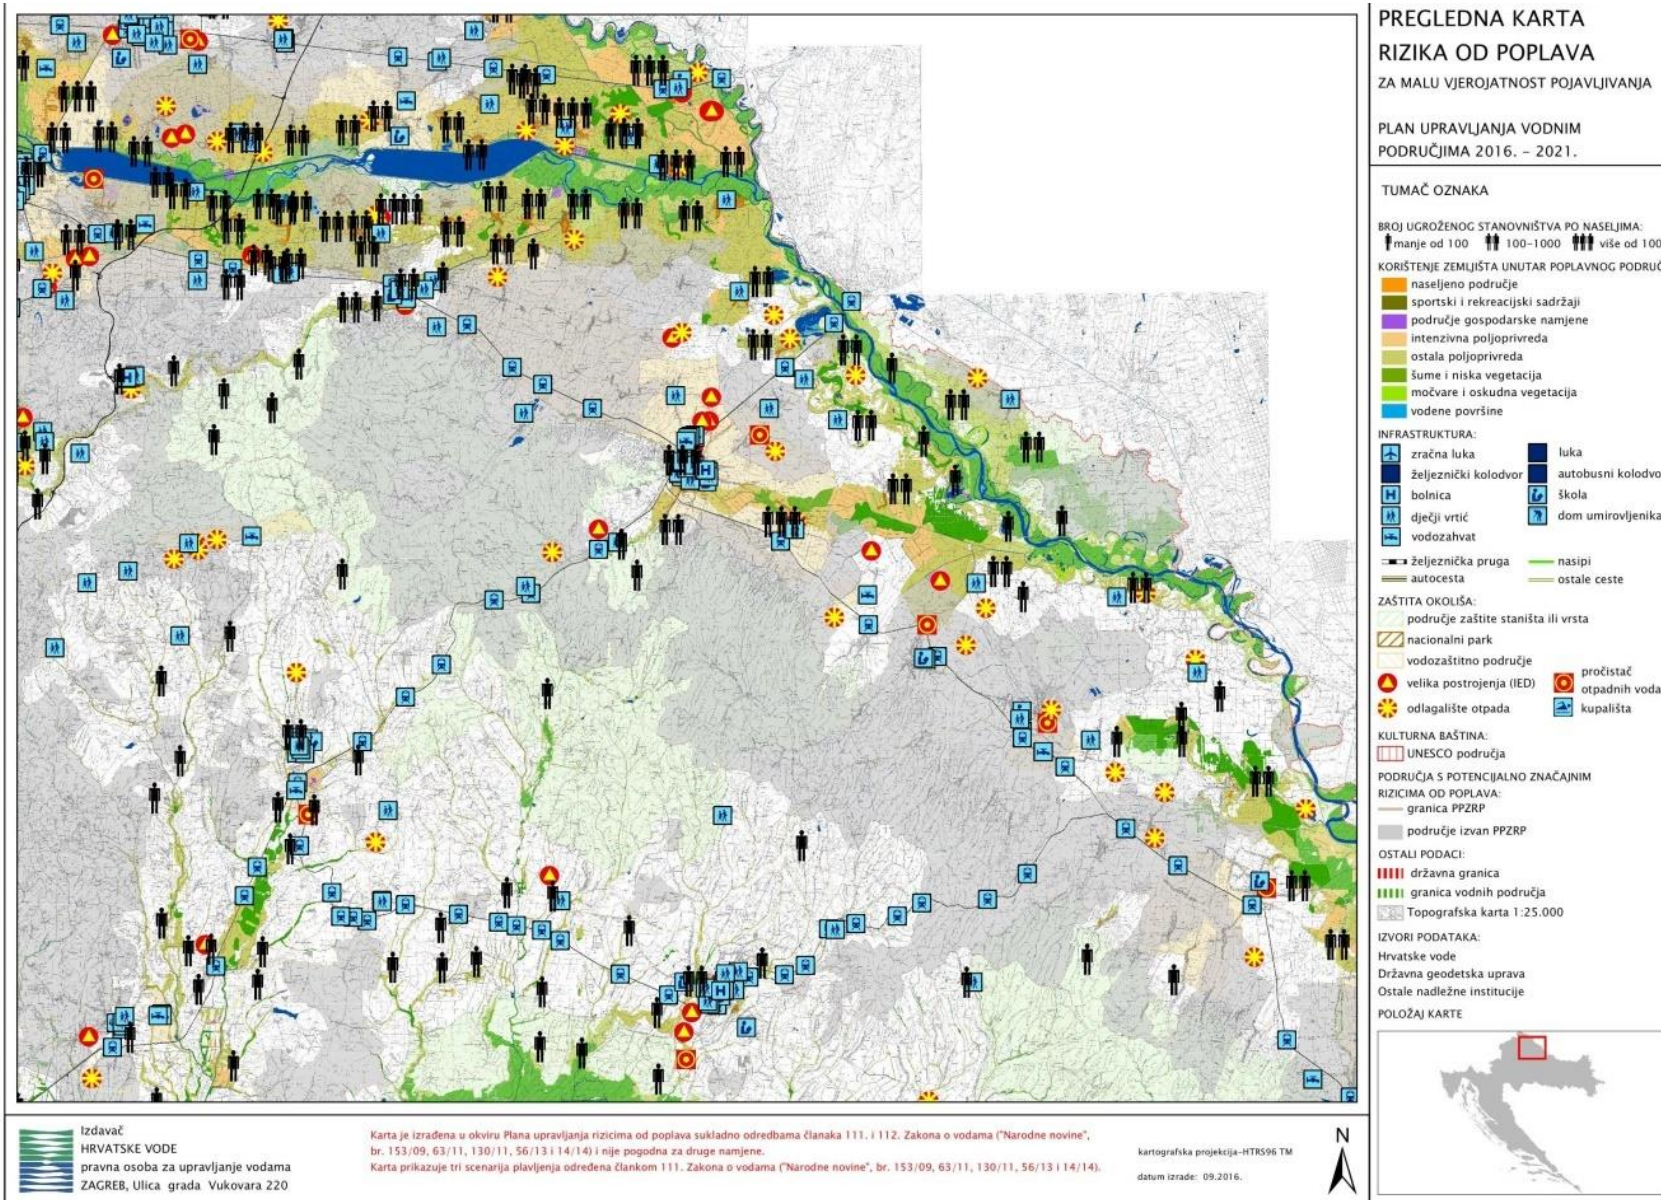 PREGLEDNA KARTA
RIZIKA OD POPLAVA
ZA MALU VJEROJATNOST POJAVLJIVANJA
PLAN UPRAVLJANJA VODNIM
PODRUČJIMA 2016. – 2021.
TUMAČ OZNAKA
BROJ UGROŽENOG STANOVNIŠTVA PO NASELJIMA:
manje od 100 100-1000 više od 100
KORIŠTENJE ZEMLJIŠTA UNUTAR POPLAVNOG PODRUČ
naseljeno područje
sportski i rekreacijski sadržaji
područje gospodarske namjene
intenzivna poljoprivreda
ostala poljoprivreda
šume i niska vegetacija
močvare i oskudna vegetacija
vodene površine
INFRASTRUKTURA:
zračna luka luka
željeznički kolodvor autobusni kolodvo
bolnica škola
dječji vrtić dom umirovljenika
vodozahvat
željeznička pruga nasipi
autocesta ostale ceste
ZAŠTITA OKOLIŠA:
područje zaštite staništa ili vrsta
nacionalni park
vodozaštitno područje
velika postrojenja (IED) pročistač
otpadnih voda
odlagalište otpada kupališta
KULTURNA BAŠTINA:
UNESCO područja
PODRUČJA S POTENCIJALNO ZNAČAJNIM
RIZICIMA OD POPLAVA:
granica PPZRP
područje izvan PPZRP
OSTALI PODACI:
državna granica
granica vodnih područja
Topografska karta 1:25.000
IZVORI PODATAKA:
Hrvatske vode
Državna geodetska uprava
Ostale nadležne institucije
POLOŽAJ KARTE
Izdavač
HRVATSKE VODE
pravna osoba za upravljanje vodama
ZAGREB, Ulica grada Vukovara 220
Karta je izrađena u okviru Plana upravljanja rizicima od poplava sukladno odredbama članaka 111. i 112. Zakona o vodama ("Narodne novine",
br. 153/09, 63/11, 130/11, 56/13 i 14/14) i nije pogodna za druge namjene.
Karta prikazuje tri scenarija plavljenja određena člankom 111. Zakona o vodama ("Narodne novine", br. 153/09, 63/11, 130/11, 56/13 i 14/14).
kartografska projekcija-HTRS96 TM
datum izrade: 09.2016.
N